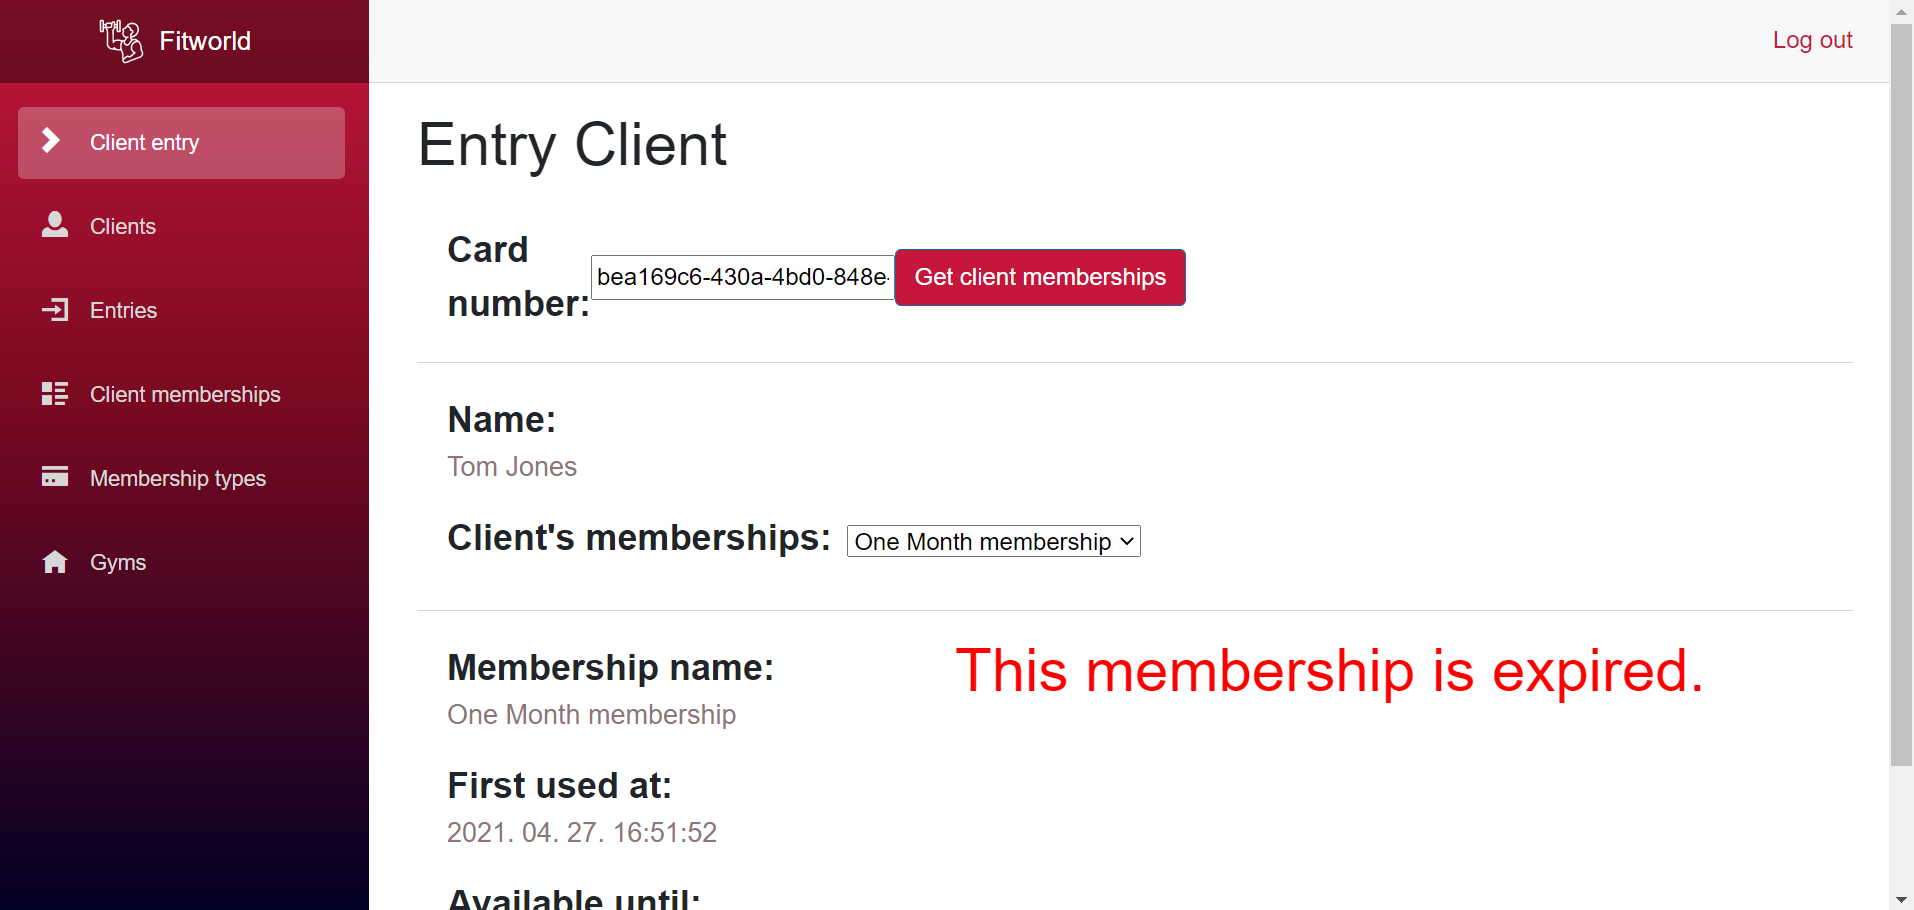 Fitworld
Log out
Client entry
Clients
Entries
Client memberships
Membership types
Gyms
Entry Client
Card
number:
bea169c6-430a-4bd0-848e-
Get client memberships
Name:
Tom Jones
Client's memberships:
One Month membership
Membership name:
One Month membership
This membership is expired.
First used at:
2021. 04. 27. 16:51:52
Available until: